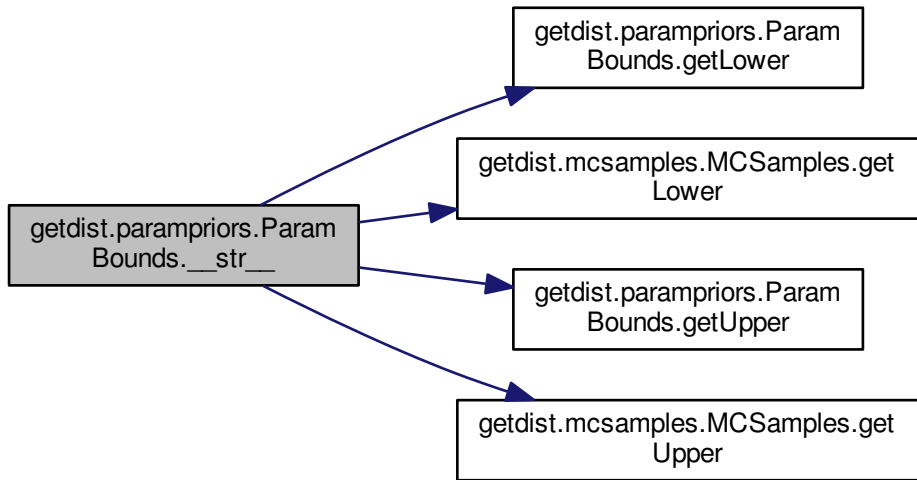 getdist.parampriors.Param
Bounds.getLower
getdist.mcsamples.MCSamples.get
Lower
getdist.parampriors.Param
Bounds.__str__
getdist.parampriors.Param
Bounds.getUpper
getdist.mcsamples.MCSamples.get
Upper